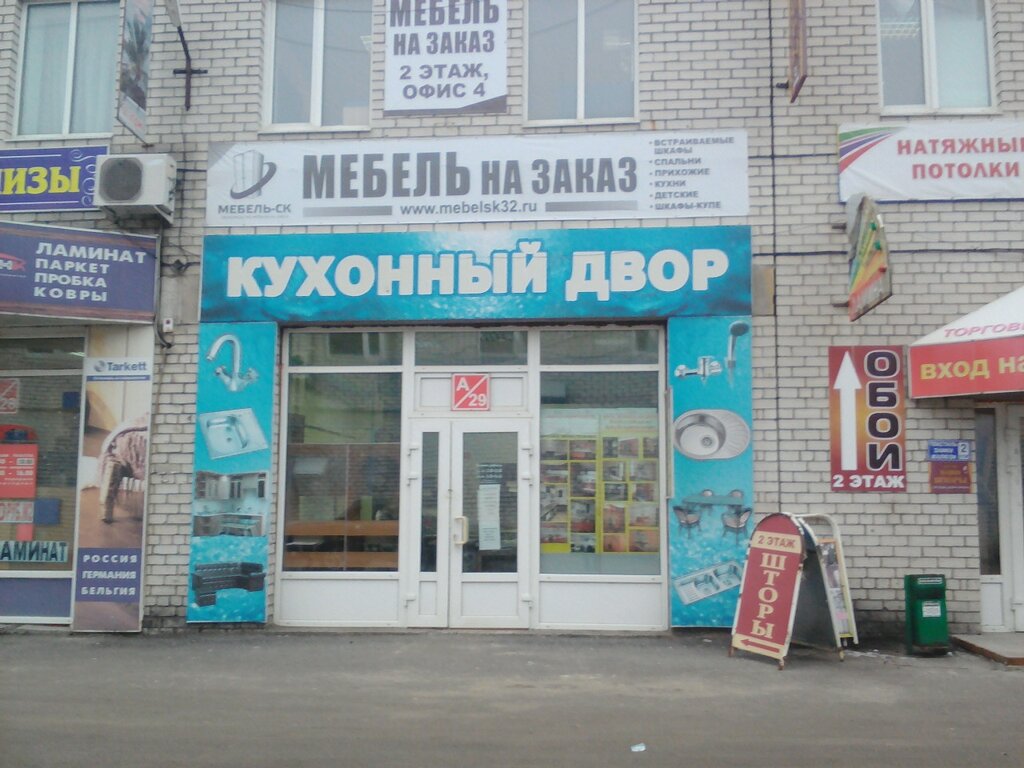 МЕБЕЛЬ
НА ЗАКАЗ
2 ЭТАЖ,
ОФИС 4
ИЗЫ
МЕБЕЛЬ-СК
МЕБЕЛЬ НА ЗАКАЗ
www.mebelsk32.ru
• ВСТРАИВАЕМЫЕ
ШКАФЫ
• СПАЛЬНИ
• ПРИХОЖИЕ
• КУХНИ
• ДЕТСКИЕ
• ШКАФЫ-КУПЕ
НАТЯЖНЫ
ПОТОЛКИ
ЛАМИНАТ
ПАРКЕТ
ПРОБКА
КОВРЫ
КУХОННЫЙ ДВОР
ТОРГОВ
ВХОД НА
Tarkett
А/29
ОБОИ
2 ЭТАЖ
2
ЛАМИНАТ
РОССИЯ
ГЕРМАНИЯ
БЕЛЬГИЯ
2 ЭТАЖ
ШТОРЫ